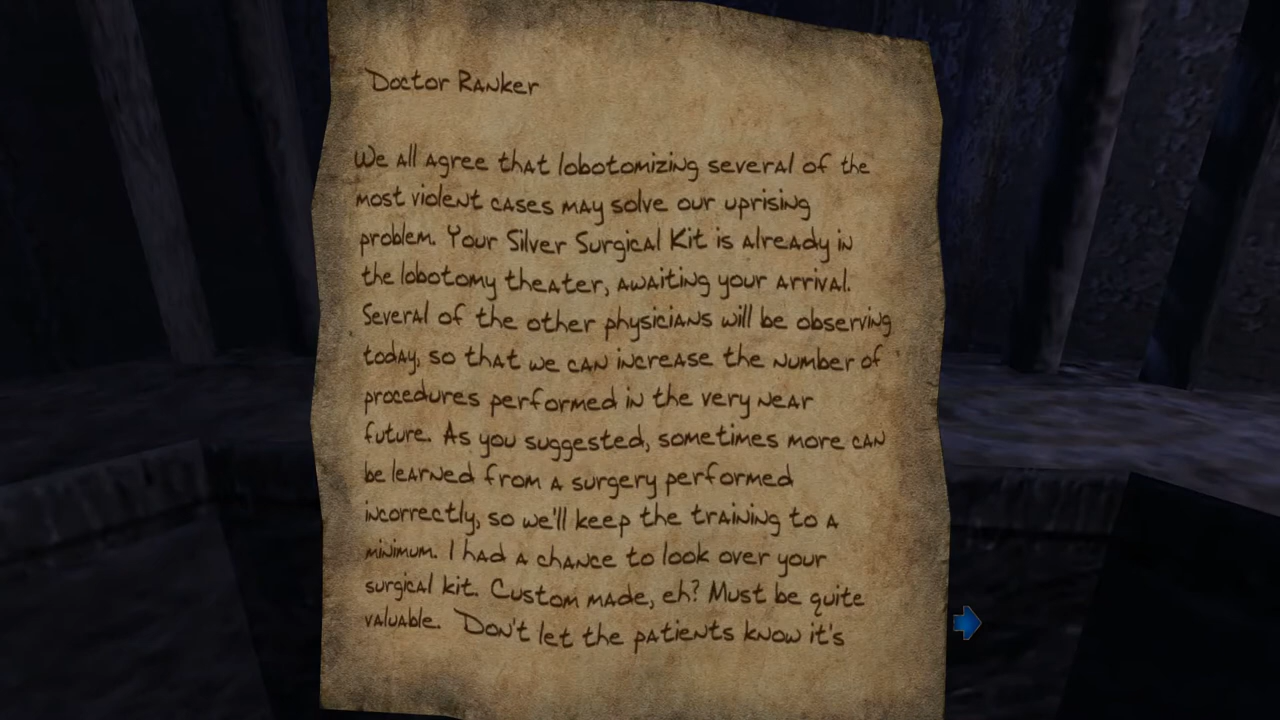 Doctor Ranker
We all agree that lobotomizing several of the
most violent cases may solve our uprising
problem. Your Silver Surgical Kit is already in
the lobotomy theater, awaiting your arrival.
Several of the other physicians will be observing
today, so that we can increase the number of
procedures performed in the very near
future. As you suggested, sometimes more can
be learned from a surgery performed
incorrectly, so we'll keep the training to a
minimum. I had a chance to look over your
surgical kit. Custom made, eh? Must be quite
valuable. Don't let the patients know it's